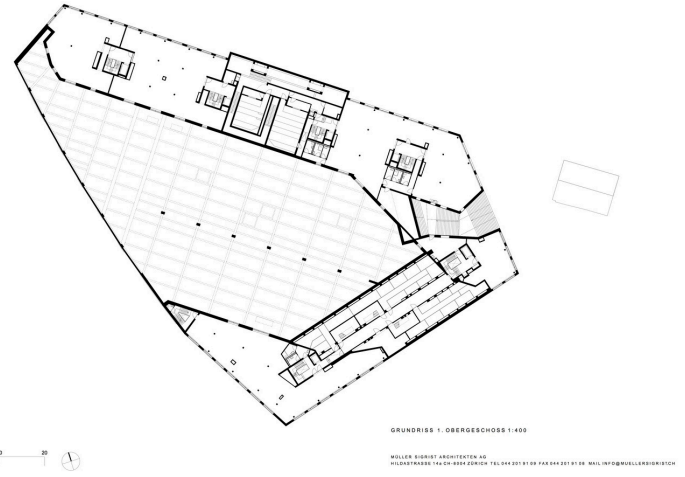 GRUNDRISS 1. OBERGESCHOSS 1:400
0 20
MÜLLER SIGRIST ARCHITEKTEN AG
HILDASTRASSE 14a CH-8004 ZÜRICH TEL 044 201 91 09 FAX 044 201 91 08 MAIL INFO@MUELLERSIGRIST.CH